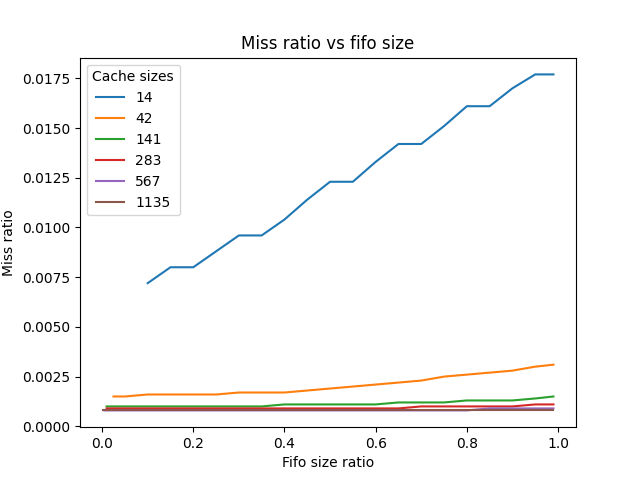 Miss ratio vs fifo size
Cache sizes
14
42
141
283
567
1135
Miss ratio
0.0175
0.0150
0.0125
0.0100
0.0075
0.0050
0.0025
0.0000
0.0 0.2 0.4 0.6 0.8 1.0
Fifo size ratio